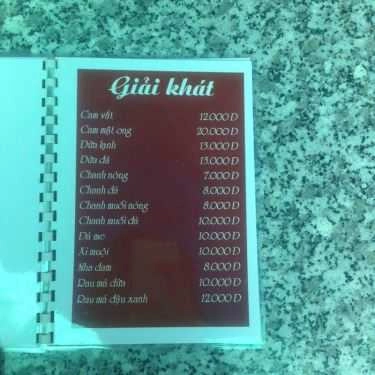 Giải khát
Cam vắt 12.000 Đ
Cam mật ong 20.000 Đ
Dừa lạnh 15.000 Đ
Dừa đá 15.000 Đ
Chanh nóng 7.000 Đ
Chanh đá 8.000 Đ
Chanh muối nóng 8.000 Đ
Chanh muối đá 10.000 Đ
Đá me 10.000 Đ
Xí muội 10.000 Đ
Nha đam 8.000 Đ
Rau má dừa 10.000 Đ
Rau má đậu xanh 12.000 Đ